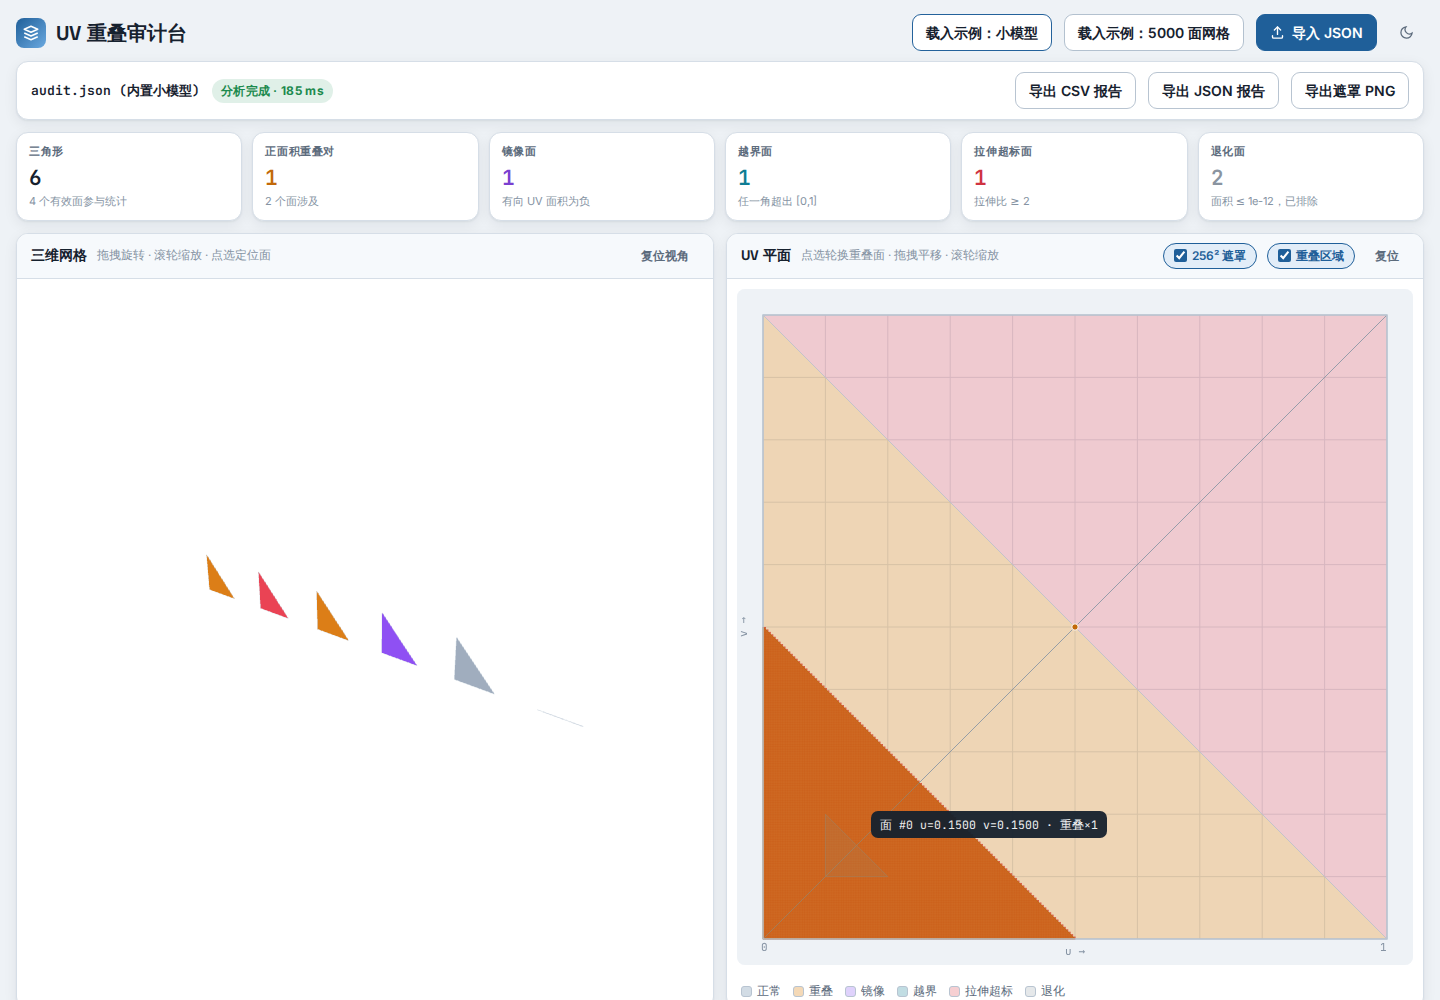 UV 重叠审计台
载入示例：小模型
载入示例：5000 面网格
导入 JSON
audit.json (内置小模型)
分析完成 · 185 ms
导出 CSV 报告
导出 JSON 报告
导出遮罩 PNG
三角形
6
4 个有效面参与统计
正面积重叠对
1
2 个面涉及
镜像面
1
有向 UV 面积为负
越界面
1
任一角超出 [0,1]
拉伸超标面
1
拉伸比 ≥ 2
退化面
2
面积 ≤ 1e-12，已排除
三维网格
拖拽旋转 · 滚轮缩放 · 点选定位面
复位视角
UV 平面
点选轮换重叠面 · 拖拽平移 · 滚轮缩放
256² 遮罩
重叠区域
复位
v →
面 #0 u=0.1500 v=0.1500 · 重叠×1
0
u →
1
正常
重叠
镜像
越界
拉伸超标
退化